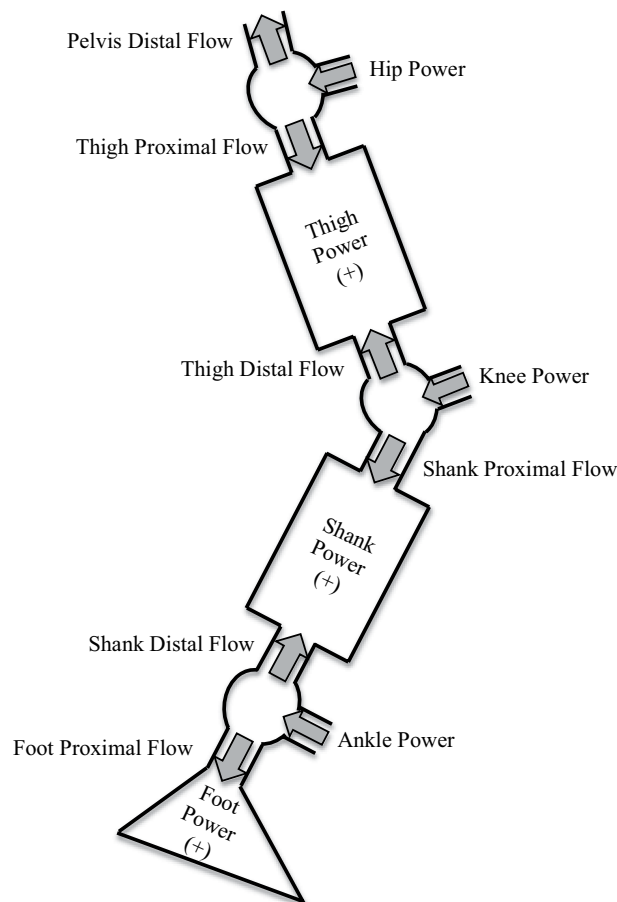 Pelvis Distal Flow
Hip Power
Thigh Proximal Flow
Thigh
Power
(+)
Thigh Distal Flow
Knee Power
Shank Proximal Flow
Shank
Power
(+)
Shank Distal Flow
Foot Proximal Flow
Ankle Power
Foot
Power
(+)